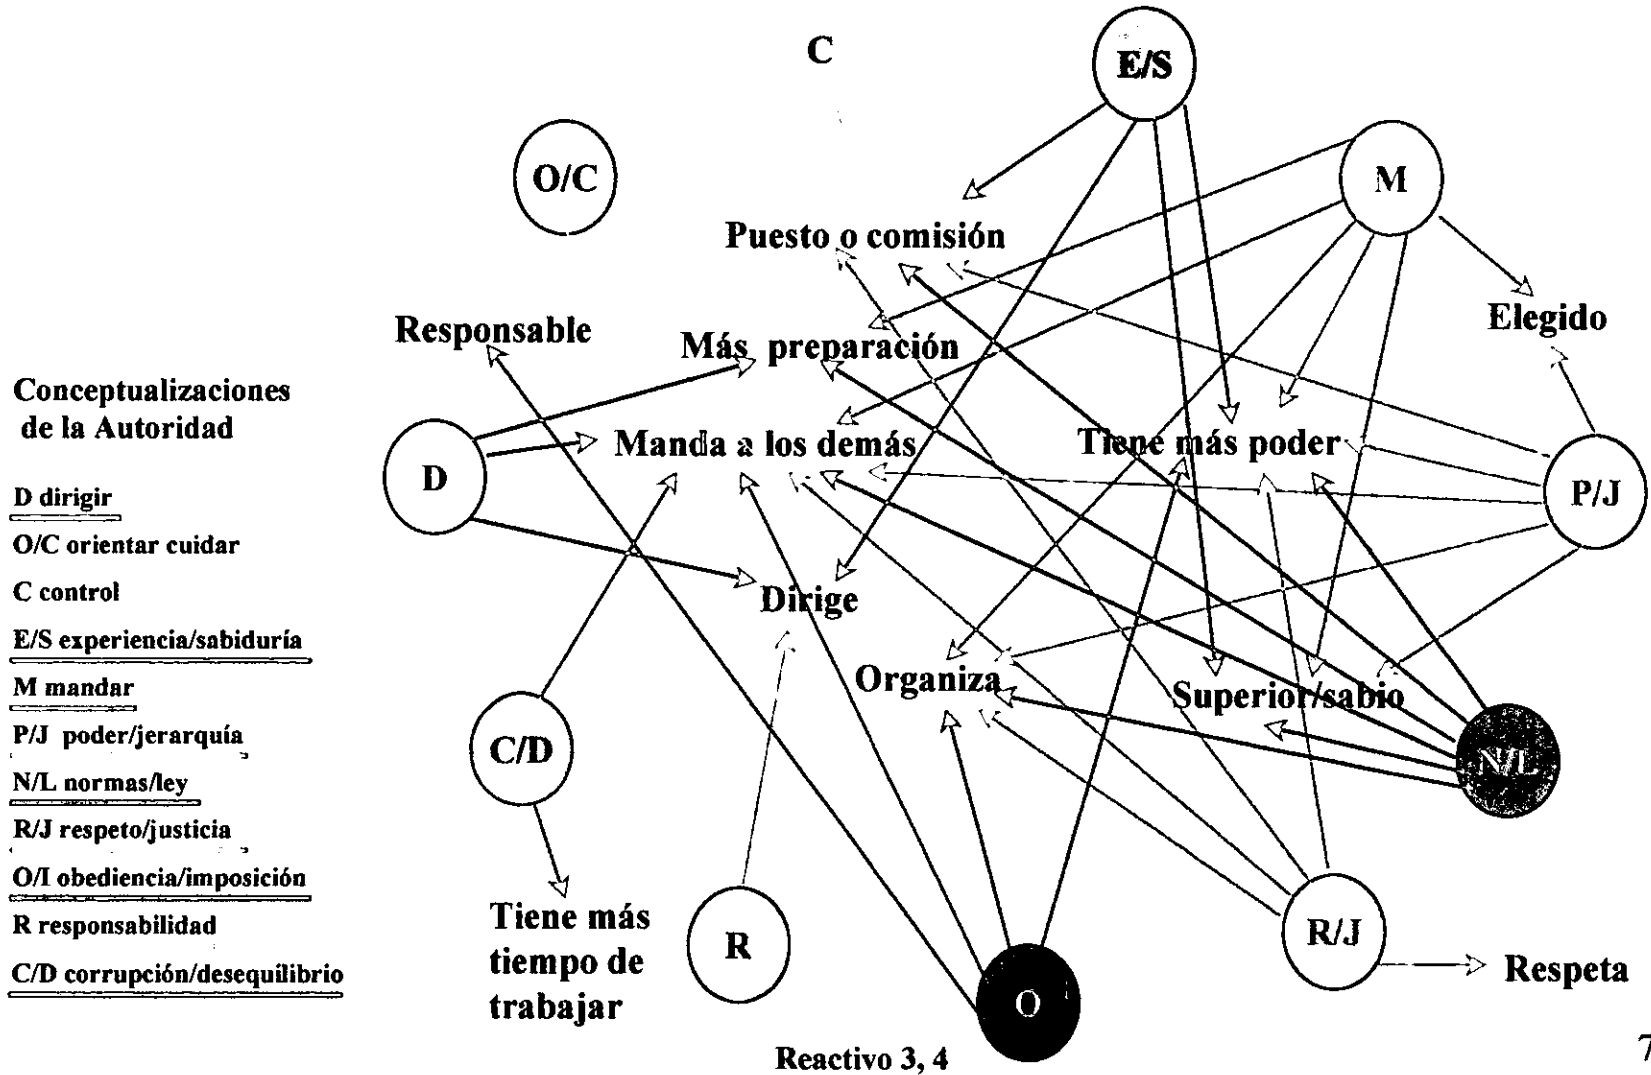 C
E/S
O/C
M
Puesto o comisión
Responsable
Elegido
Más preparación
Conceptualizaciones
de la Autoridad
Manda a los demás
Tiene más poder
D
P/J
D dirigir
O/C orientar cuidar
C control
Dirige
E/S experiencia/sabiduría
M mandar
Organiza
Superior/sabio
P/J poder/jerarquía
C/D
N/L
N/L normas/ley
R/J respeto/justicia
O/I obediencia/imposición
R responsabilidad
C/D corrupción/desequilibrio
Tiene más
tiempo de
trabajar
R
R/J
Respeta
O
Reactivo 3, 4
7